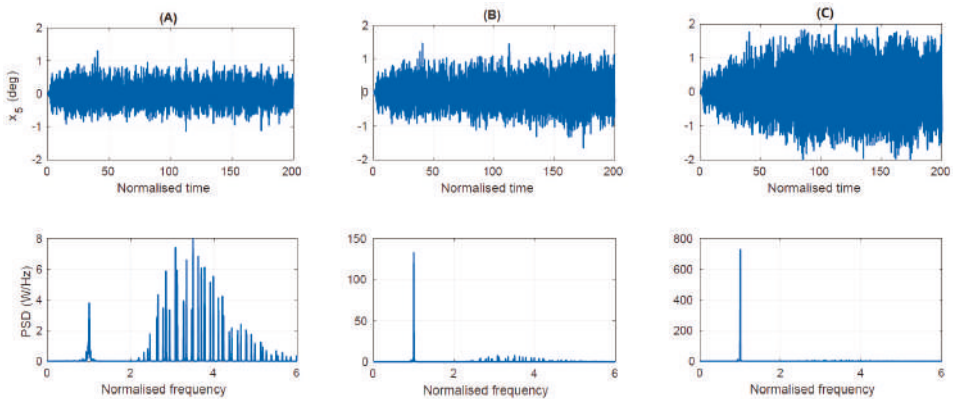 (A)
(B)
(C)
2
1
0
-1
-2
x5 (deg)
0 50 100 150 200
Normalised time
2
1
0
-1
-2
0 50 100 150 200
Normalised time
2
1
0
-1
-2
0 50 100 150 200
Normalised time
8
6
4
2
0
PSD (W/Hz)
0 2 4 6
Normalised frequency
150
100
50
0
0 2 4 6
Normalised frequency
800
600
400
200
0
0 2 4 6
Normalised frequency